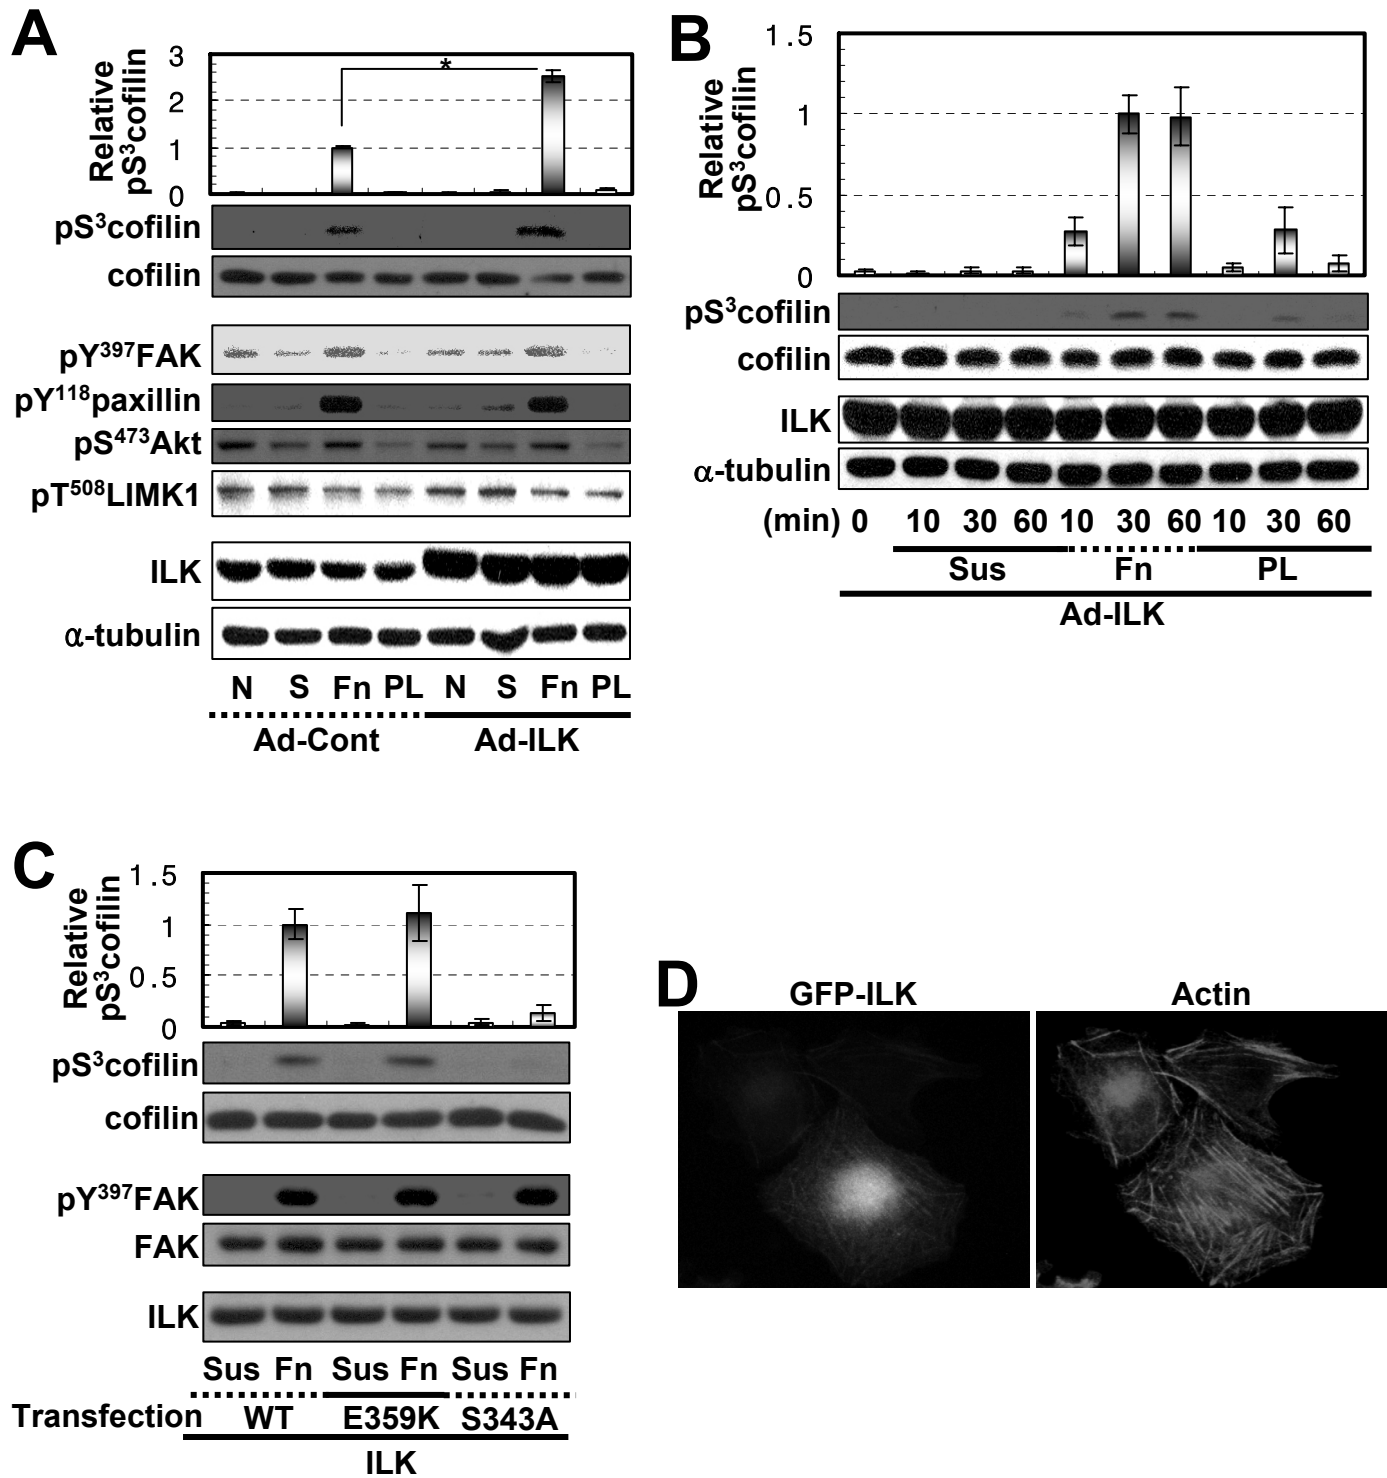 A
Relative
pS³cofilin
3
2
1
0
*
pS³cofilin
cofilin
pY³⁹⁷FAK
pY¹¹⁸paxillin
pS⁴⁷³Akt
pT⁵⁰⁸LIMK1
ILK
α-tubulin
N S Fn PL N S Fn PL
Ad-Cont Ad-ILK
B
Relative
pS³cofilin
1.5
1
0.5
0
pS³cofilin
cofilin
ILK
α-tubulin
(min) 0 10 30 60 10 30 60 10 30 60
Sus Fn PL
Ad-ILK
C
Relative
pS³cofilin
1.5
1
0.5
0
pS³cofilin
cofilin
pY³⁹⁷FAK
FAK
ILK
Sus Fn Sus Fn Sus Fn
Transfection WT E359K S343A
ILK
D
GFP-ILK Actin